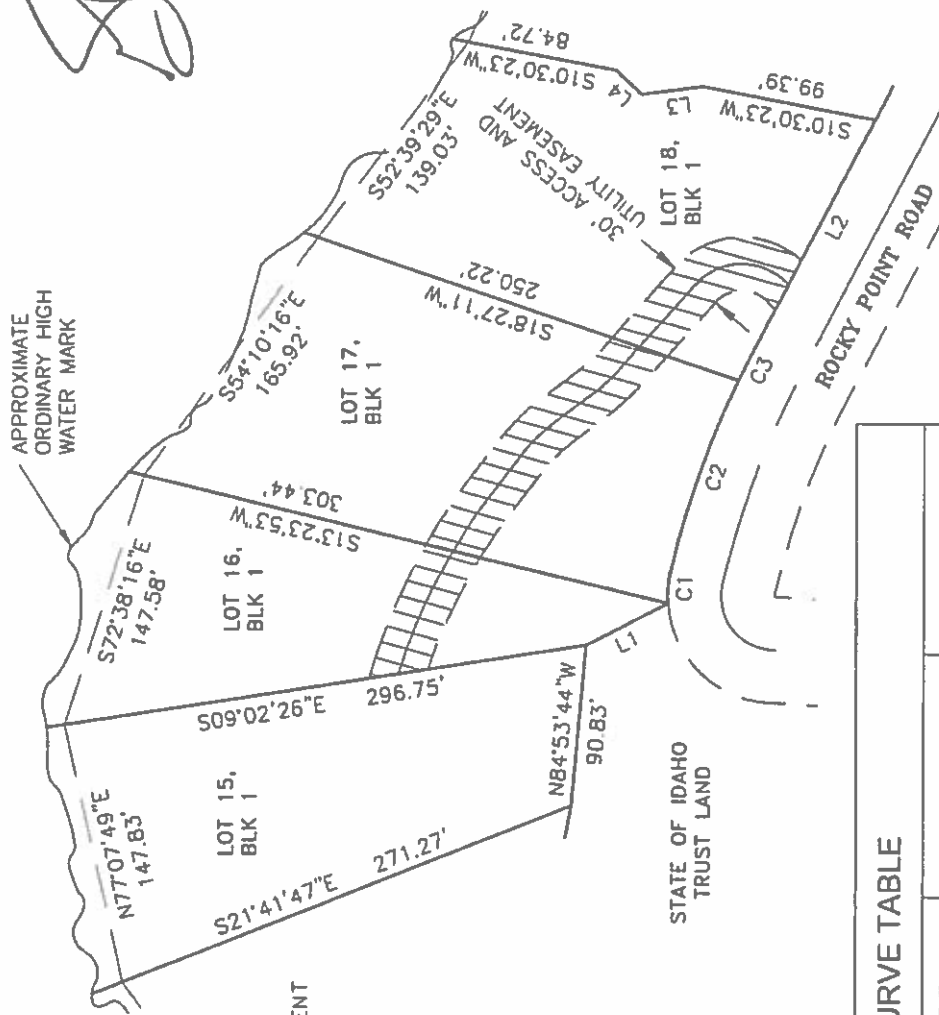 APPROXIMATE
ORDINARY HIGH
WATER MARK
N77°07'49"E
147.83'
S72°38'16"E
147.58'
S54°10'16"E
165.92'
S52°39'29"E
139.03'
LOT 15,
BLK 1
LOT 16,
BLK 1
LOT 17,
BLK 1
LOT 18,
BLK 1
S21°41'47"E 271.27'
S09°20'26"E 296.75'
S13°23'53"W
303.44'
S18°27'11"W
250.22'
S10°30'23"W
84.72'
L4
L3
S10°30'23"W
99.39'
30' ACCESS AND
UTILITY EASEMENT
N84°53'44"W
90.83'
L1
C1
C2
C3
L2
ROCKY POINT ROAD
STATE OF IDAHO
TRUST LAND
ENT
URVE TABLE